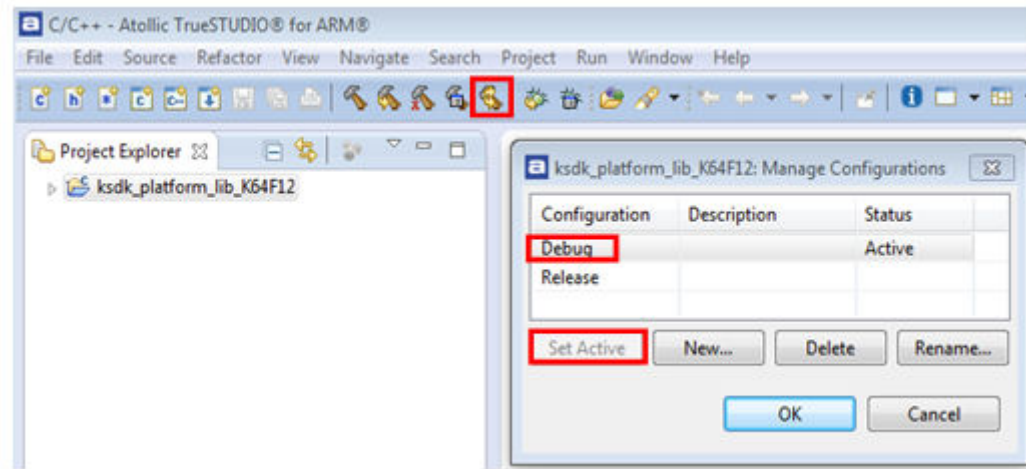 C/C++ - Atollic TrueSTUDIO® for ARM®
File Edit Source Refactor View Navigate Search Project Run Window Help
Project Explorer
ksdk_platform_lib_K64F12
ksdk_platform_lib_K64F12: Manage Configurations
Configuration Description Status
Debug Active
Release
Set Active New... Delete Rename...
OK Cancel